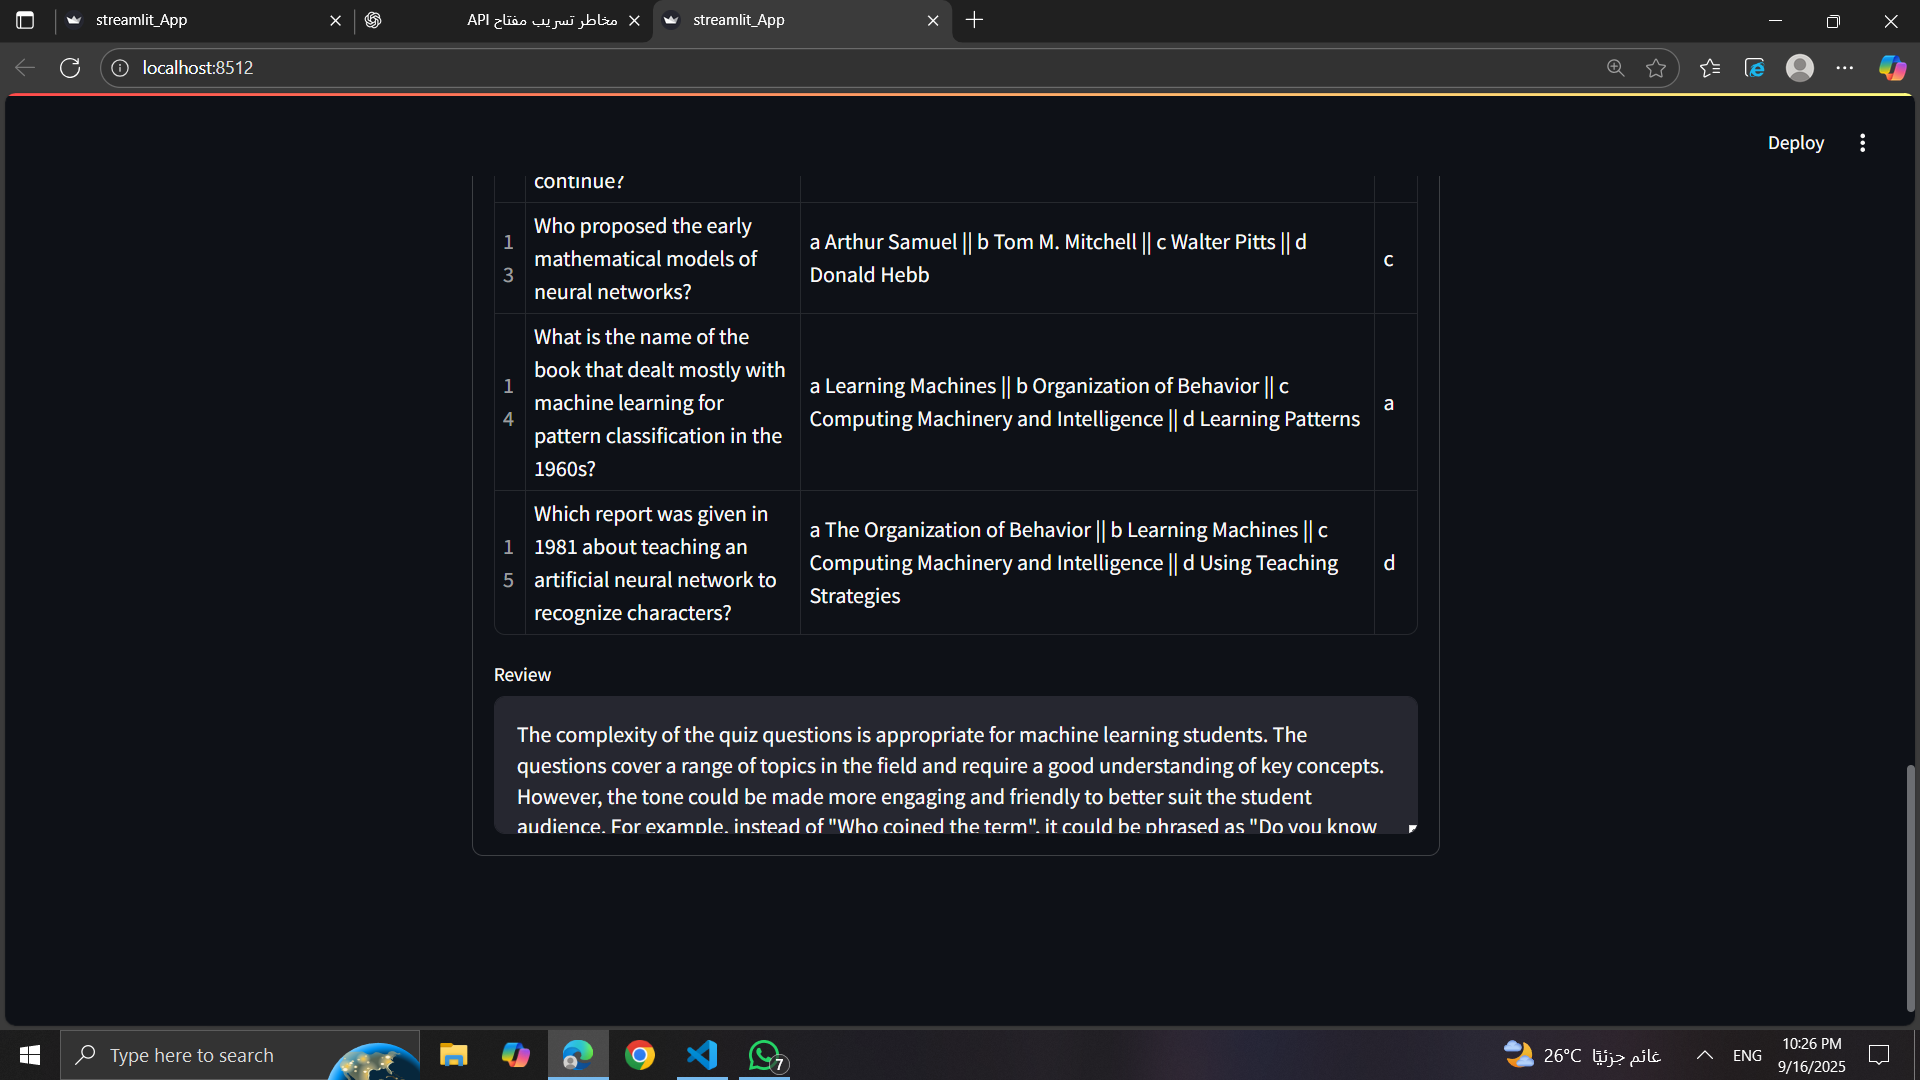 streamlit_App
مخاطر تسريب مفتاح API
streamlit_App
localhost:8512
Deploy
continue?
13
Who proposed the early
mathematical models of
neural networks?
a Arthur Samuel || b Tom M. Mitchell || c Walter Pitts || d
Donald Hebb
c
14
What is the name of the
book that dealt mostly with
machine learning for
pattern classification in the
1960s?
a Learning Machines || b Organization of Behavior || c
Computing Machinery and Intelligence || d Learning Patterns
a
15
Which report was given in
1981 about teaching an
artificial neural network to
recognize characters?
a The Organization of Behavior || b Learning Machines || c
Computing Machinery and Intelligence || d Using Teaching
Strategies
d
Review
The complexity of the quiz questions is appropriate for machine learning students. The
questions cover a range of topics in the field and require a good understanding of key concepts.
However, the tone could be made more engaging and friendly to better suit the student
audience. For example, instead of "Who coined the term", it could be phrased as "Do you know
Type here to search
7
26°C غائم جزئيًا
ENG
10:26 PM
9/16/2025